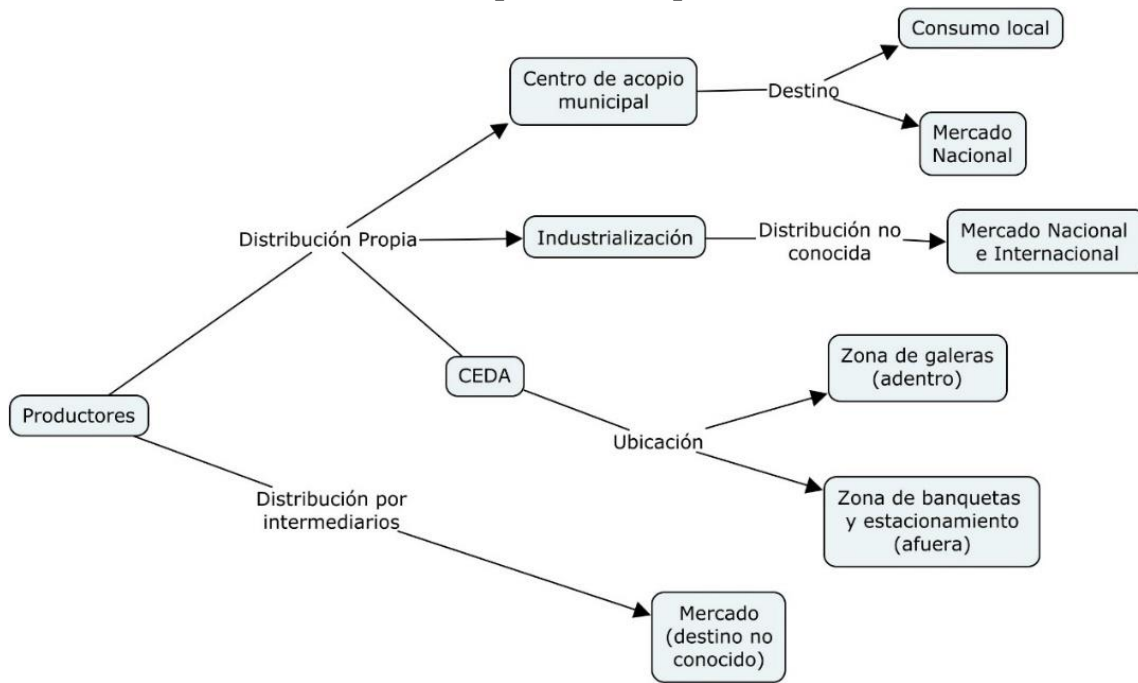 Consumo local
Centro de acopio
municipal
Destino
Mercado
Nacional
Distribución Propia
Industrialización
Distribución no
conocida
Mercado Nacional
e Internacional
CEDA
Zona de galeras
(adentro)
Productores
Ubicación
Zona de banquetas
y estacionamiento
(afuera)
Distribución por
intermediarios
Mercado
(destino no
conocido)